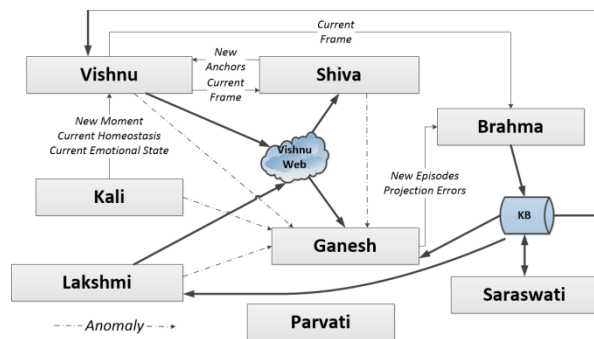 Current
Frame
Vishnu
New
Anchors
Current
Frame
Shiva
Brahma
New Moment
Current Homeostasis
Current Emotional State
Vishnu
Web
New Episodes
Projection Errors
Kali
KB
Ganesh
Lakshmi
Saraswati
Anomaly
Parvati